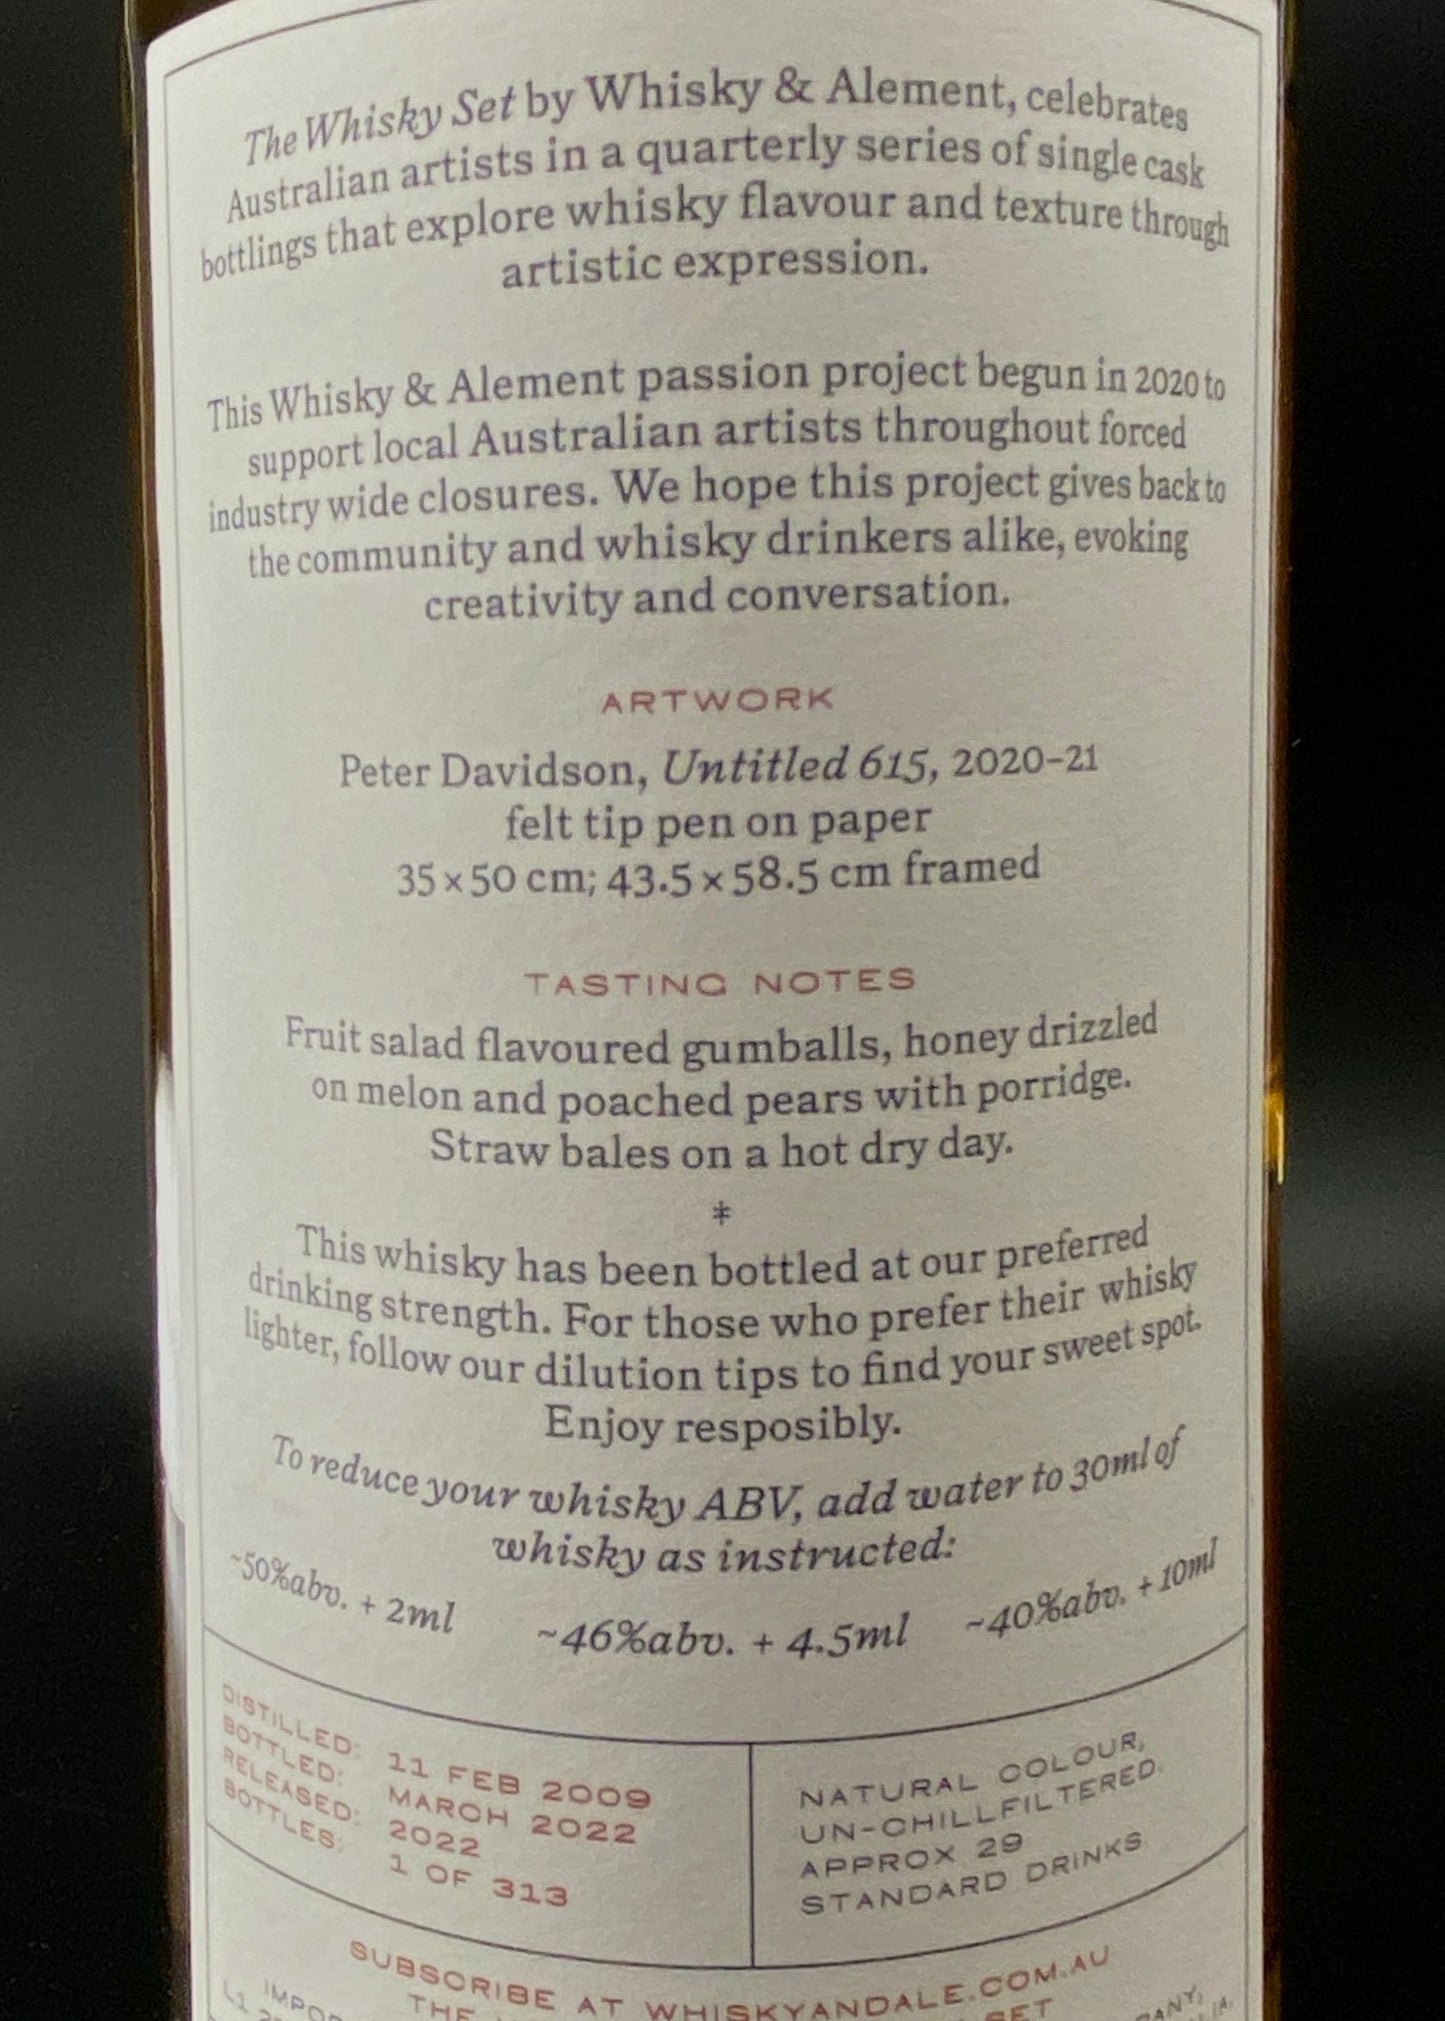 The Whisky Set by Whisky & Alement, celebrates
Australian artists in a quarterly series of single cask
bottlings that explore whisky flavour and texture through
artistic expression.
This Whisky & Alement passion project begun in 2020 to
support local Australian artists throughout forced
industry wide closures. We hope this project gives back to
the community and whisky drinkers alike, evoking
creativity and conversation.
ARTWORK
Peter Davidson, Untitled 615, 2020-21
felt tip pen on paper
35 × 50 cm; 43.5 × 58.5 cm framed
TASTING NOTES
Fruit salad flavoured gumballs, honey drizzled
on melon and poached pears with porridge.
Straw bales on a hot dry day.
*
This whisky has been bottled at our preferred
drinking strength. For those who prefer their whisky
lighter, follow our dilution tips to find your sweet spot.
Enjoy resposibly.
To reduce your whisky ABV, add water to 30ml of
whisky as instructed:
~50%abv. + 2ml ~46%abv. + 4.5ml ~40%abv. + 10ml
DISTILLED: 11 FEB 2009
BOTTLED: MARCH 2022
RELEASED: 2022
BOTTLES: 1 OF 313
NATURAL COLOUR,
UN-CHILLFILTERED.
APPROX 29
STANDARD DRINKS
SUBSCRIBE AT WHISKYANDALE.COM.AU
THE SET